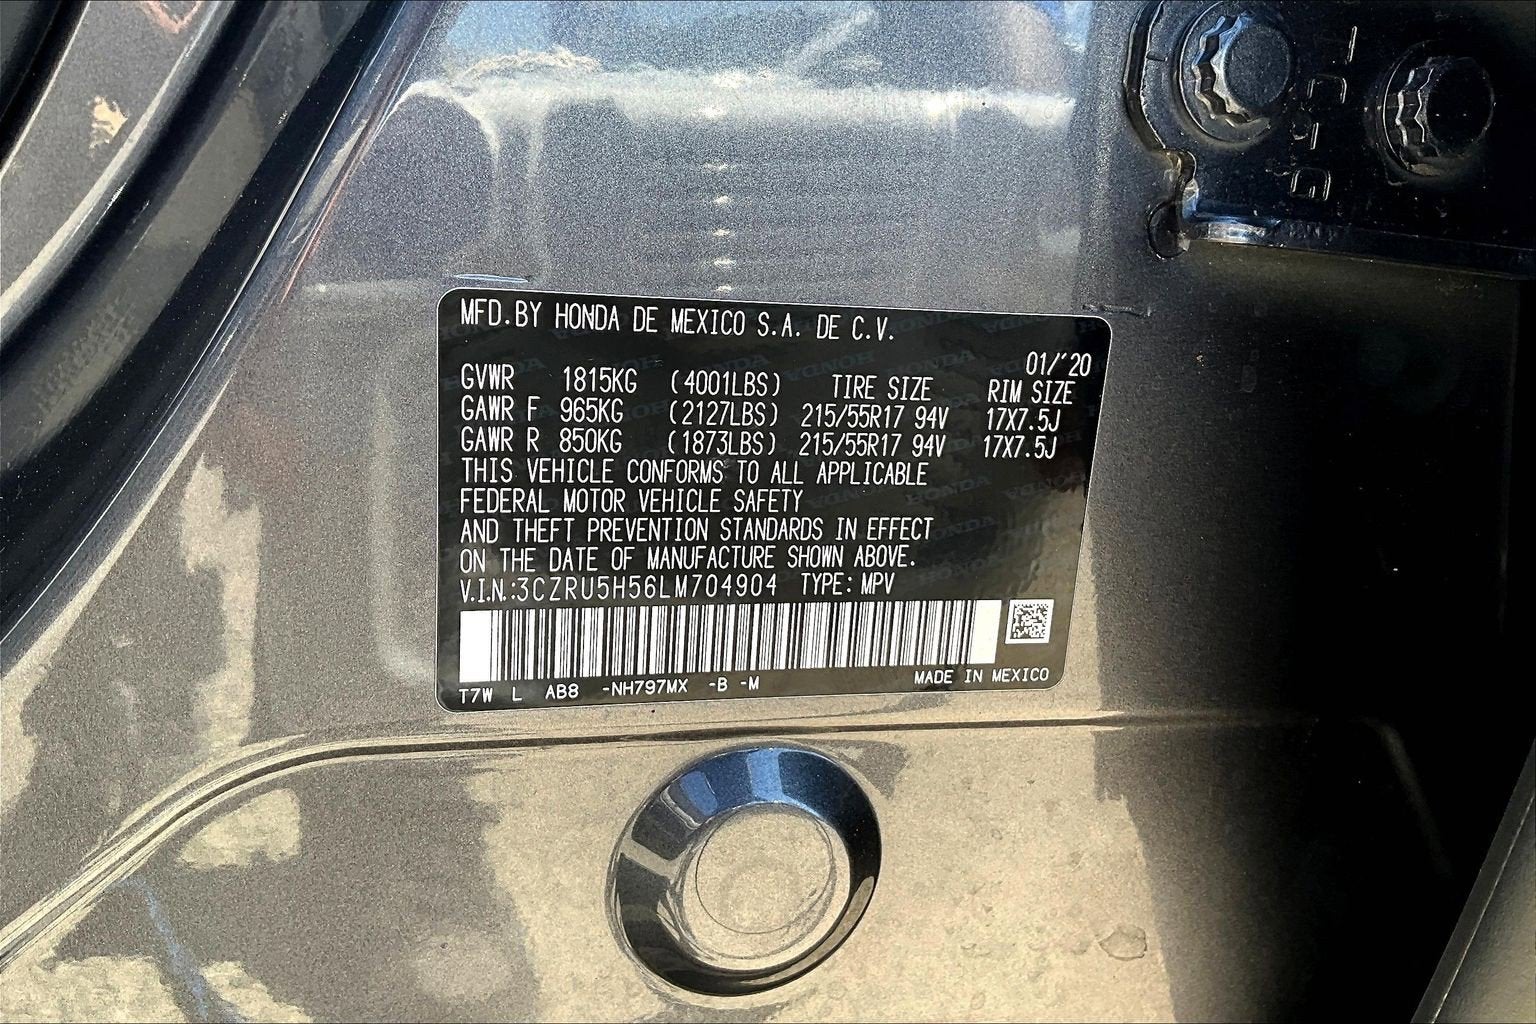 MFD.BY HONDA DE MEXICO S.A. DE C.V.
01/'20
GVWR 1815KG (4001LBS) TIRE SIZE RIM SIZE
GAWR F 965KG (2127LBS) 215/55R17 94V 17X7.5J
GAWR R 850KG (1873LBS) 215/55R17 94V 17X7.5J
THIS VEHICLE CONFORMS TO ALL APPLICABLE
FEDERAL MOTOR VEHICLE SAFETY
AND THEFT PREVENTION STANDARDS IN EFFECT
ON THE DATE OF MANUFACTURE SHOWN ABOVE.
V.I.N.:3CZRU5H56LM704904 TYPE: MPV
T7W L AB8 -NH797MX -B -M MADE IN MEXICO